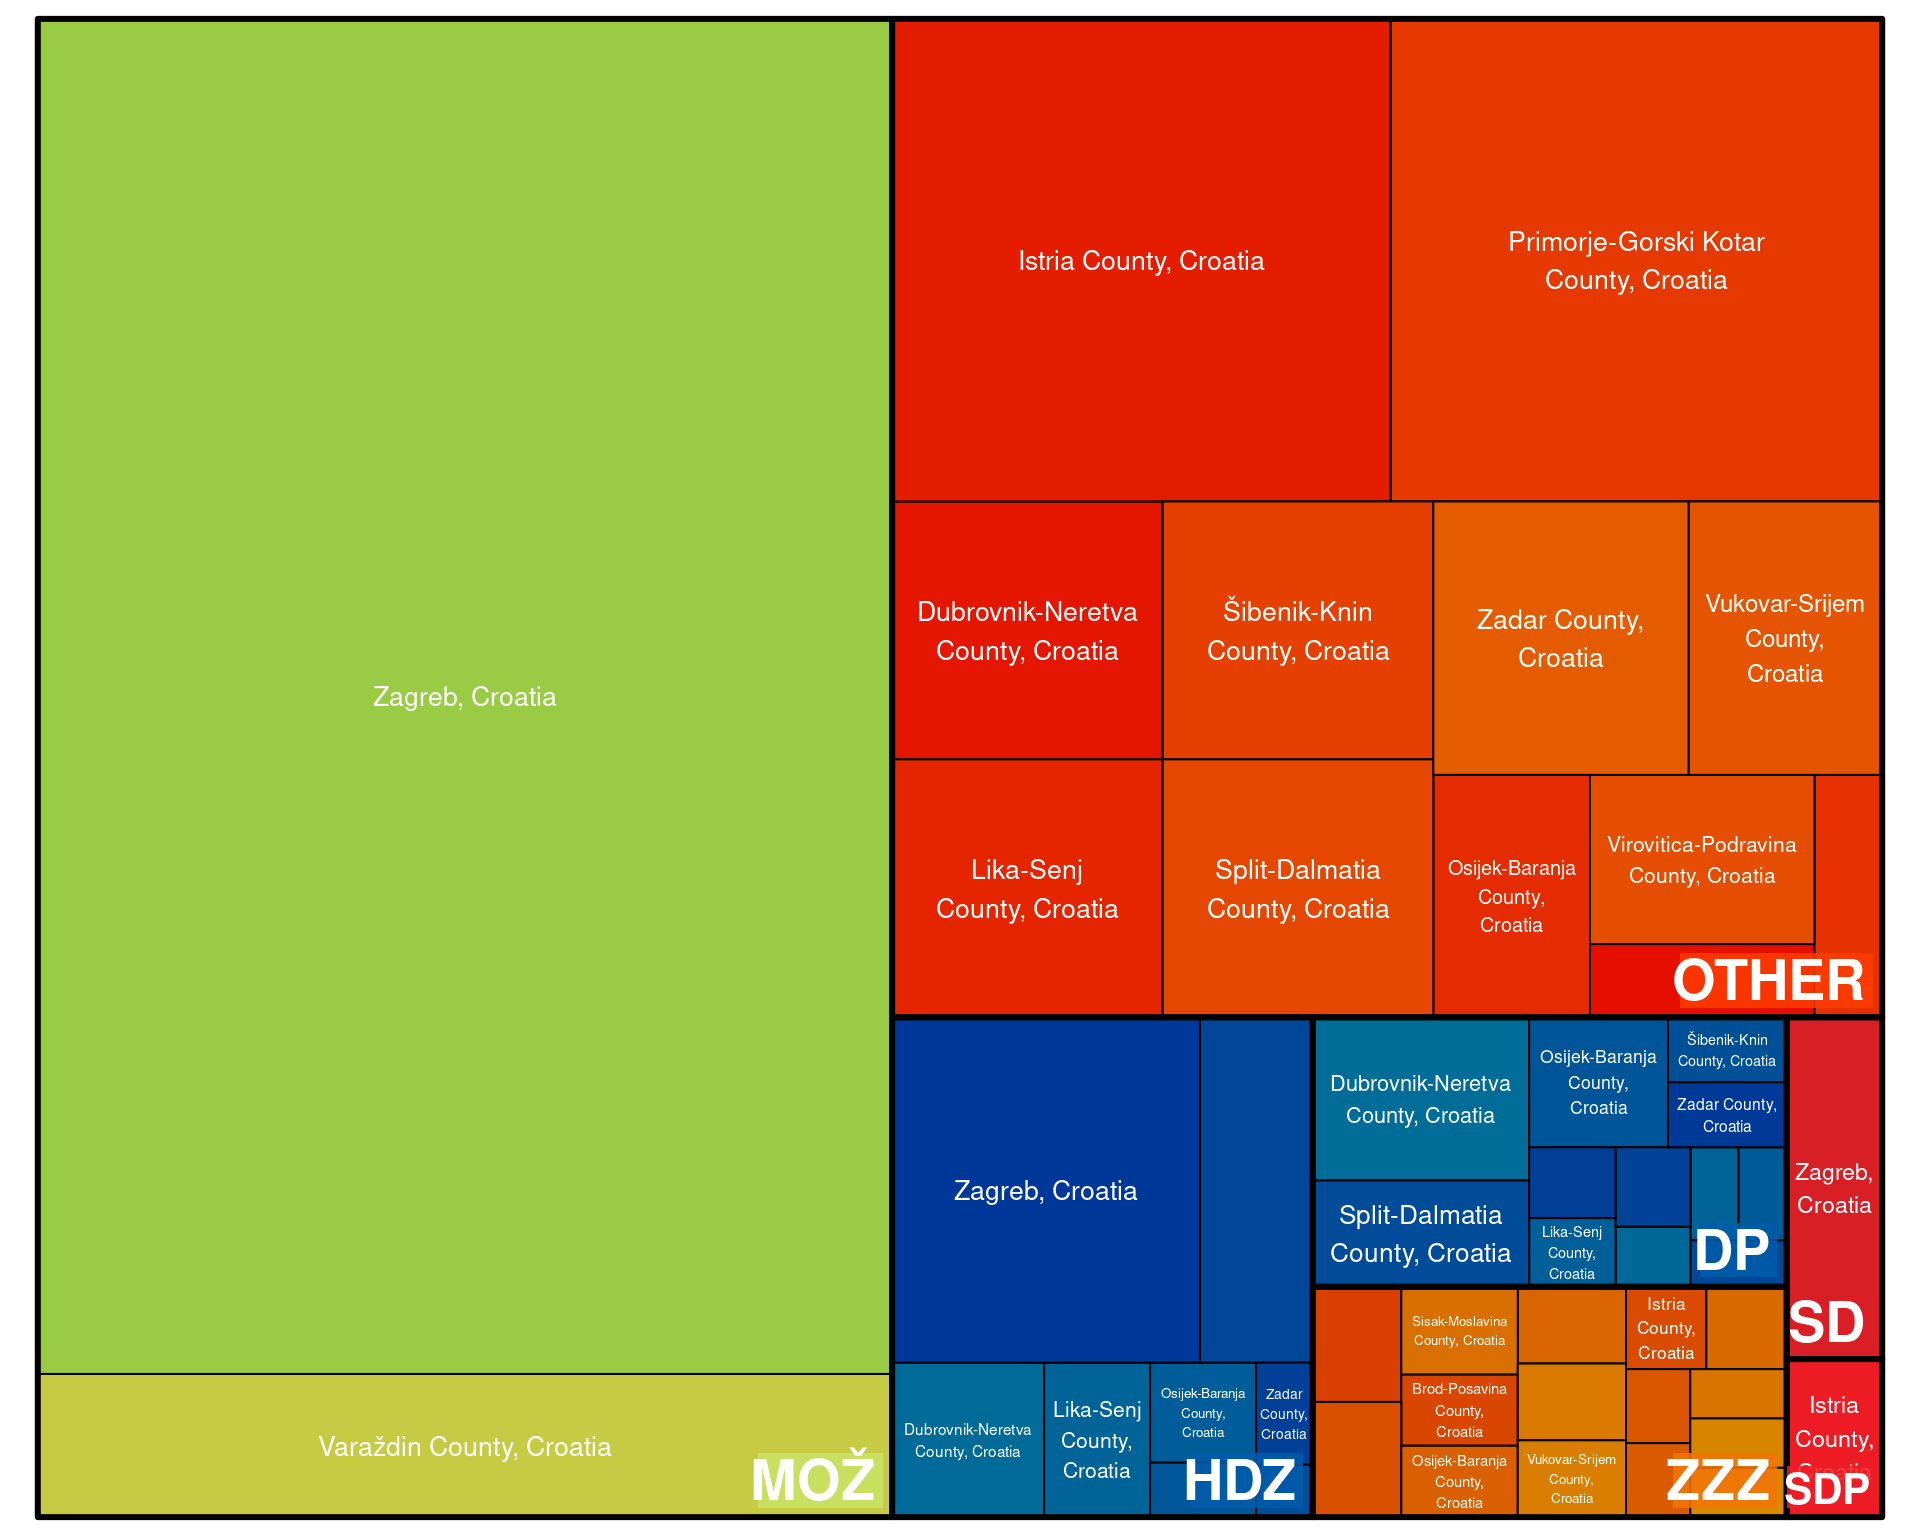 Zagreb, Croatia
Varaždin County, Croatia
MOŽ
Istria County, Croatia
Primorje-Gorski Kotar
County, Croatia
Dubrovnik-Neretva
County, Croatia
Šibenik-Knin
County, Croatia
Zadar County,
Croatia
Vukovar-Srijem
County,
Croatia
Lika-Senj
County, Croatia
Split-Dalmatia
County, Croatia
Osijek-Baranja
County,
Croatia
Virovitica-Podravina
County, Croatia
OTHER
Zagreb, Croatia
Dubrovnik-Neretva
County, Croatia
Lika-Senj
County,
Croatia
Osijek-Baranja
County,
Croatia
Zadar
County,
Croatia
HDZ
Dubrovnik-Neretva
County, Croatia
Split-Dalmatia
County, Croatia
Osijek-Baranja
County,
Croatia
Šibenik-Knin
County, Croatia
Zadar County,
Croatia
Lika-Senj
County,
Croatia
DP
Sisak-Moslavina
County, Croatia
Brod-Posavina
County,
Croatia
Osijek-Baranja
County,
Croatia
Vukovar-Srijem
County,
Croatia
Istria
County,
Croatia
ZZZ
Zagreb,
Croatia
SD
Istria
County,
Croatia
SDP